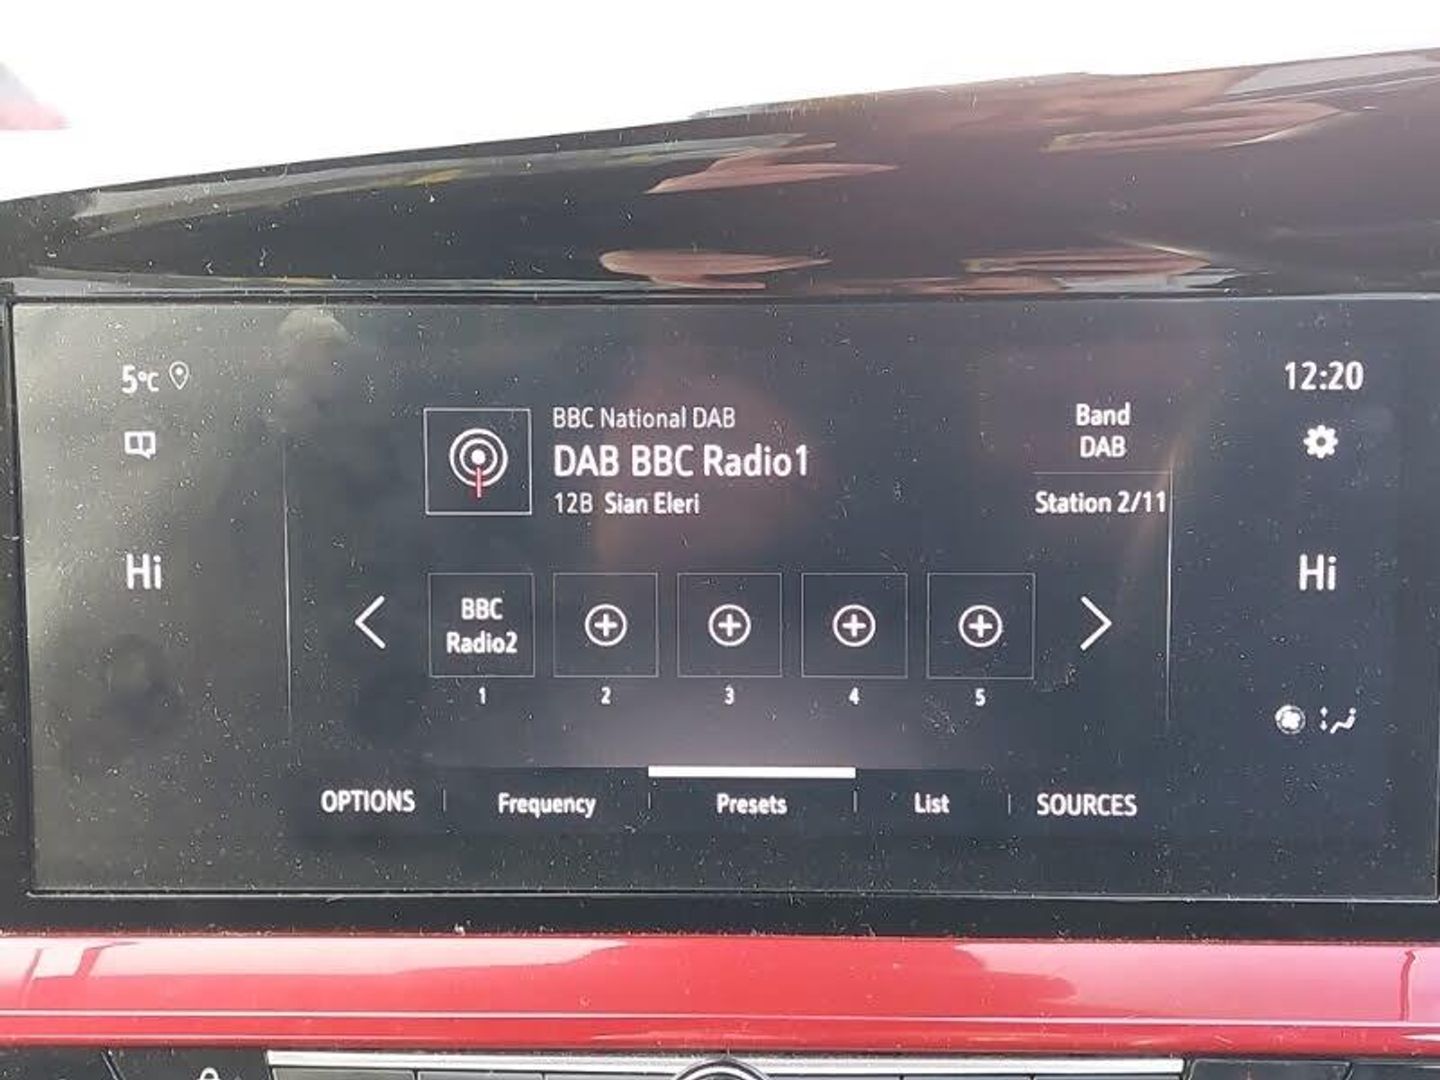 5°C
12:20
BBC National DAB
DAB BBC Radio1
12B Sian Eleri
Band
DAB
Station 2/11
Hi
Hi
BBC
Radio2
1
2
3
4
5
OPTIONS
Frequency
Presets
List
SOURCES